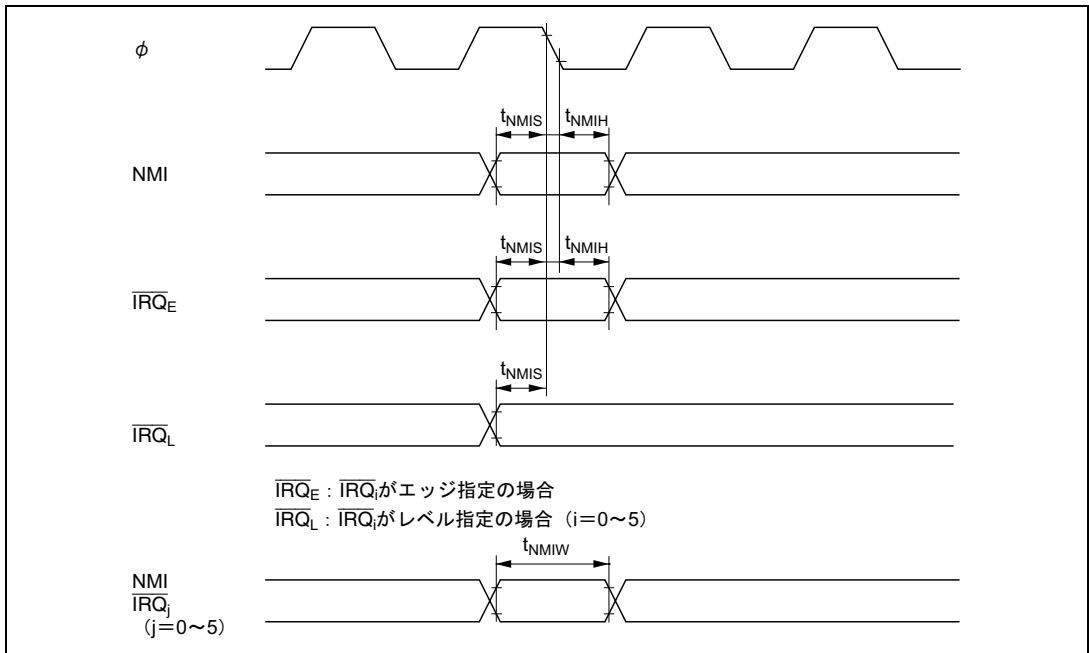 φ
tNMIS tNMIH
NMI
tNMIS tNMIH
IRQE
tNMIS
IRQL
IRQE：IRQiがエッジ指定の場合
IRQL：IRQiがレベル指定の場合（i＝0～5）
tNMIW
NMI
IRQj
（j＝0～5）